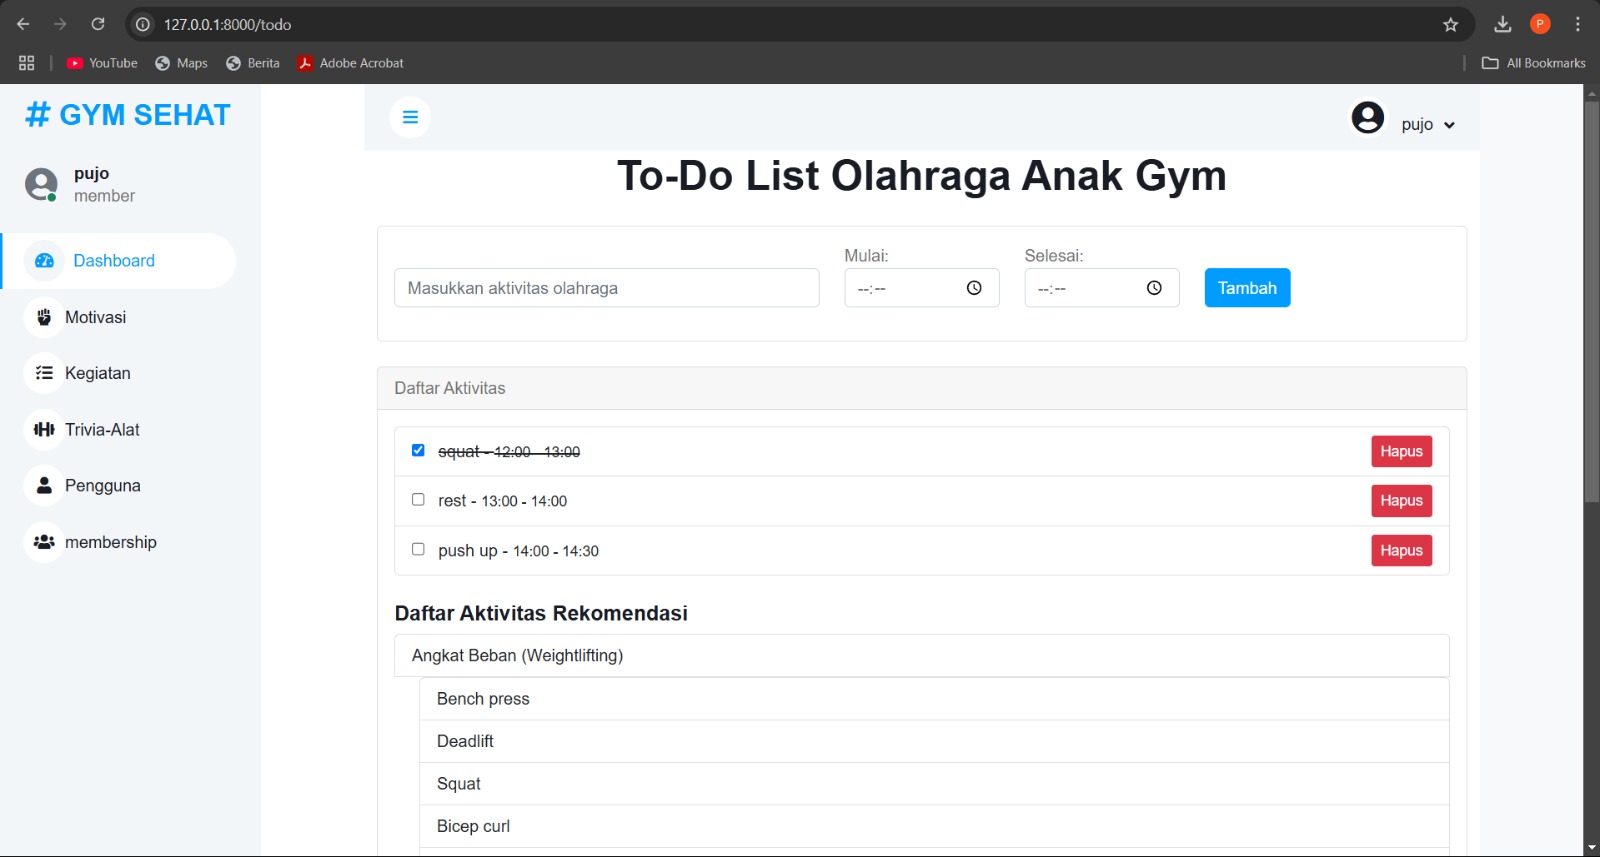 127.0.0.1:8000/todo
P
YouTube
Maps
Berita
Adobe Acrobat
All Bookmarks
# GYM SEHAT
pujo
member
Dashboard
Motivasi
Kegiatan
Trivia-Alat
Pengguna
membership
pujo
To-Do List Olahraga Anak Gym
Mulai:
Selesai:
Masukkan aktivitas olahraga
--:--
--:--
Tambah
Daftar Aktivitas
squat - 12:00 - 13:00
Hapus
rest - 13:00 - 14:00
Hapus
push up - 14:00 - 14:30
Hapus
Daftar Aktivitas Rekomendasi
Angkat Beban (Weightlifting)
Bench press
Deadlift
Squat
Bicep curl